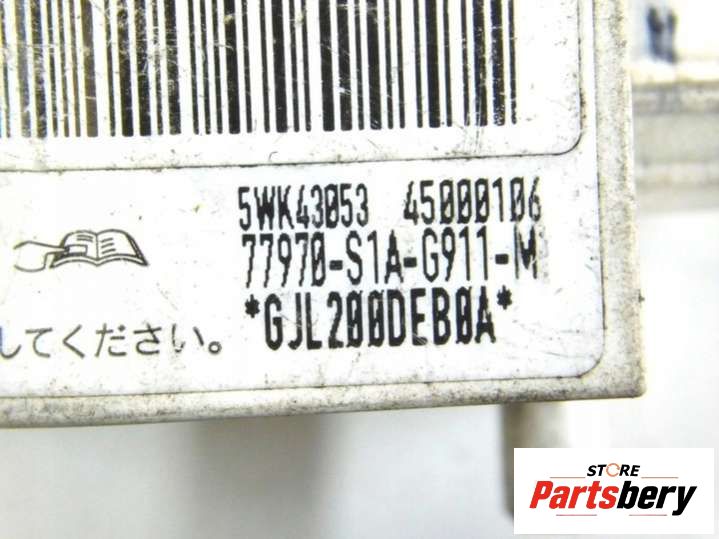 5WK43053 45000106
77970-S1A-G911-M
*GJL200DEB0A*
してください。
STORE
Partsbery